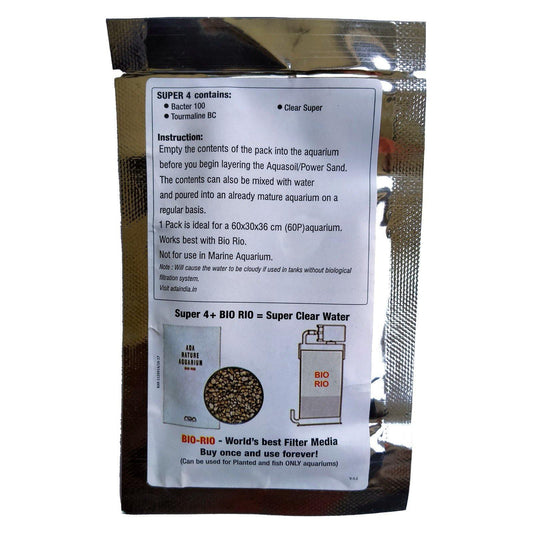 SUPER 4 contains:
● Bacter 100 ● Clear Super
● Tourmaline BC
Instruction:
Empty the contents of the pack into the aquarium
before you begin layering the Aquasoil/Power Sand.
The contents can also be mixed with water
and poured into an already mature aquarium on a
regular basis.
1 Pack is ideal for a 60x30x36 cm (60P)aquarium.
Works best with Bio Rio.
Not for use in Marine Aquarium.
Note : Will cause the water to be cloudy if used in tanks without biological
filtration system.
Visit adaindia.in
Super 4+ BIO RIO = Super Clear Water
ADA
NATURE
AQUARIUM
BIO RIO
BIO
RIO
BIO-RIO - World's best Filter Media
Buy once and use forever!
(Can be used for Planted and fish ONLY aquariums)